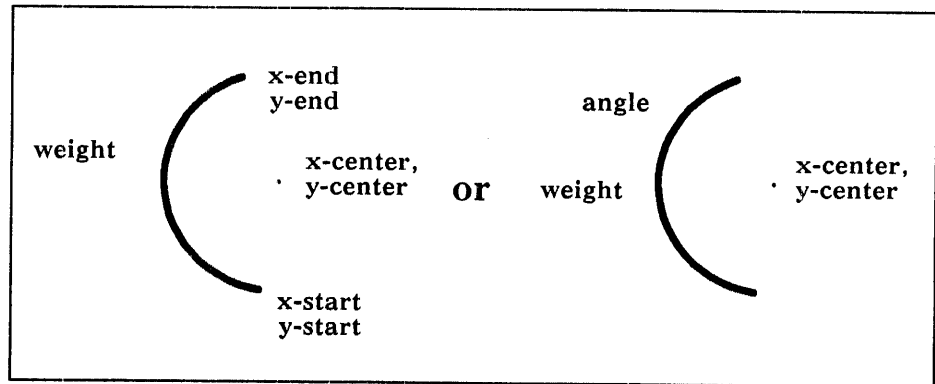 x-end
y-end
weight
x-center,
y-center
x-start
y-start
or
angle
weight
x-center,
y-center